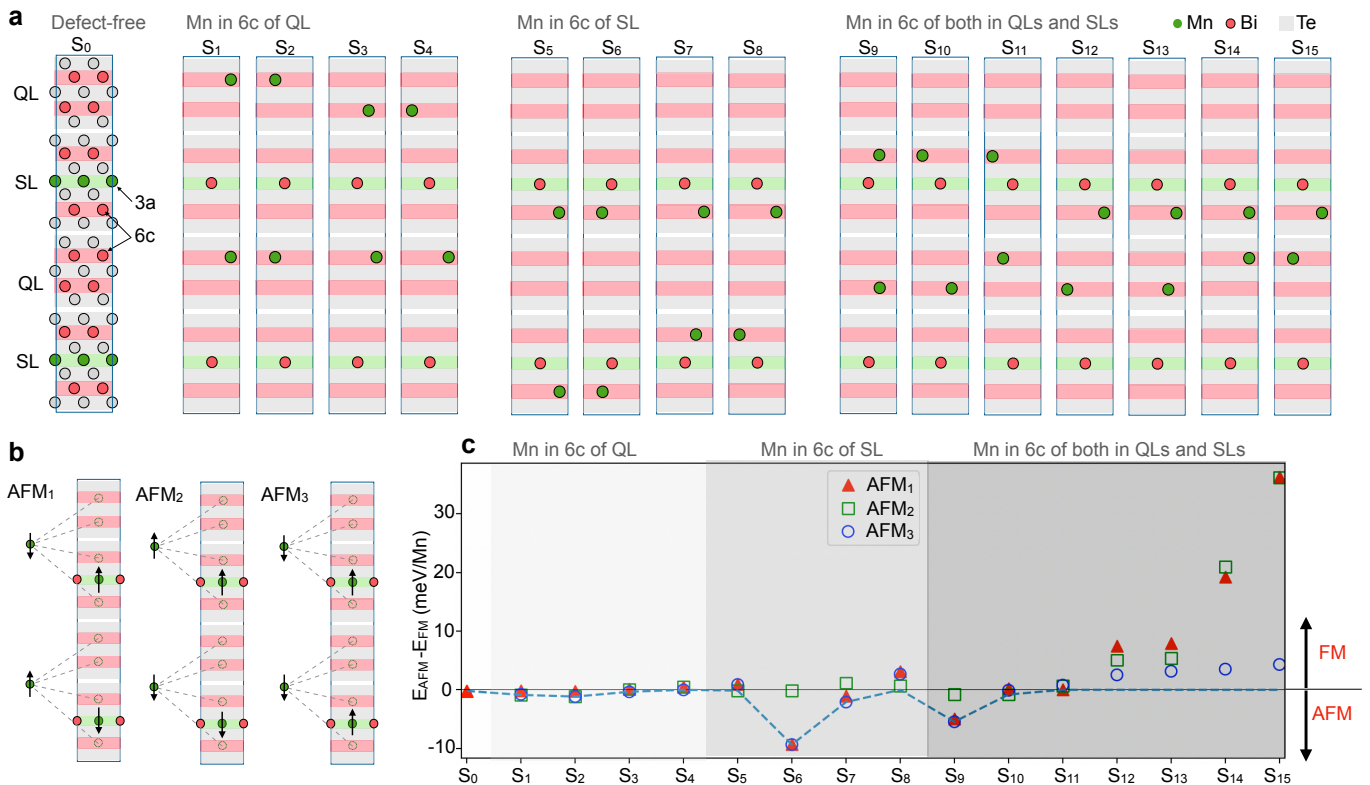 a
Defect-free
Mn in 6c of QL
Mn in 6c of SL
Mn in 6c of both in QLs and SLs
Mn
Bi
Te
S0
S1
S2
S3
S4
S5
S6
S7
S8
S9
S10
S11
S12
S13
S14
S15
QL
SL
3a
6c
QL
SL
b
AFM1
AFM2
AFM3
c
Mn in 6c of QL
Mn in 6c of SL
Mn in 6c of both in QLs and SLs
AFM1
AFM2
AFM3
EAFM-EFM (meV/Mn)
30
20
10
0
-10
FM
AFM
S0
S1
S2
S3
S4
S5
S6
S7
S8
S9
S10
S11
S12
S13
S14
S15